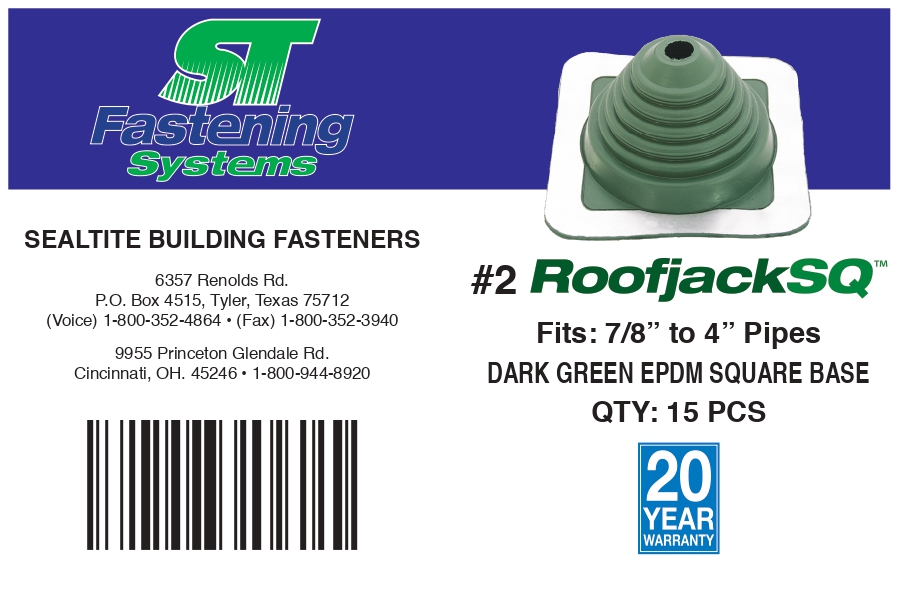 ST
Fastening
Systems
SEALTITE BUILDING FASTENERS
6357 Renolds Rd.
P.O. Box 4515, Tyler, Texas 75712
(Voice) 1-800-352-4864 • (Fax) 1-800-352-3940
9955 Princeton Glendale Rd.
Cincinnati, OH. 45246 • 1-800-944-8920
#2 RoofjackSQ™
Fits: 7/8” to 4” Pipes
DARK GREEN EPDM SQUARE BASE
QTY: 15 PCS
20
YEAR
WARRANTY